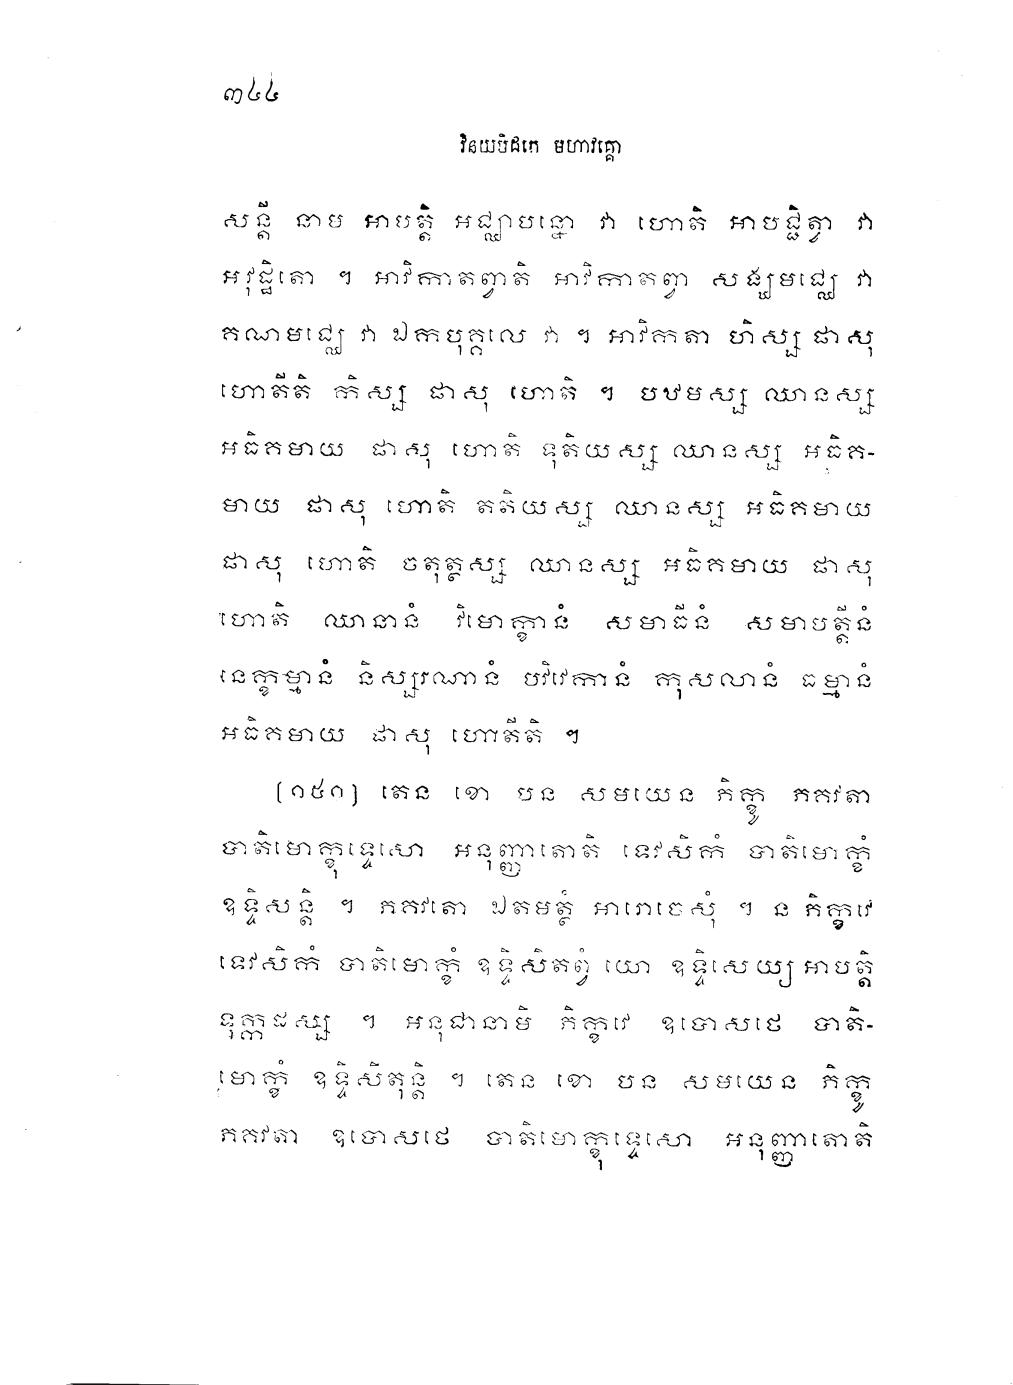 ៣៤៤
វិនយបិដកេ មហាវគ្គោ
សន្តី នាម អាបត្តិ អជ្ឈាបន្នោ វា ហោតិ អាបជ្ជិត្វា វា
អវុដ្ឋិតោ ។ អាវិកាតព្វាតិ អាវិកាតព្វា សង្ឃមជ្ឈេ វា
គណមជ្ឈេ វា ឯកបុគ្គលេ វា ។ អាវិកតា ហិស្ស ផាសុ
ហោតីតិ កិស្ស ផាសុ ហោតិ ។ បឋមស្ស ឈានស្ស
អធិគមាយ ផាសុ ហោតិ ទុតិយស្ស ឈានស្ស អធិគ-
មាយ ផាសុ ហោតិ តតិយស្ស ឈានស្ស អធិគមាយ
ផាសុ ហោតិ ចតុត្ថស្ស ឈានស្ស អធិគមាយ ផាសុ
ហោតិ ឈានានំ វិមោក្ខានំ សមាធីនំ សមាបត្តីនំ
នេក្ខម្មានំ និស្សរណានំ បវិវេកានំ កុសលានំ ធម្មានំ
អធិគមាយ ផាសុ ហោតីតិ ។
(១៥១) តេន ខោ បន សមយេន ភិក្ខូ ភគវតា
បាតិមោក្ខុទ្ទេសោ អនុញ្ញាតោតិ ទេវសិកំ បាតិមោក្ខំ
ឧទ្ទិសន្តិ ។ ភគវតោ ឯតមត្ថំ អារោចេសុំ ។ ន ភិក្ខវេ
ទេវសិកំ បាតិមោក្ខំ ឧទ្ទិសិតព្វំ យោ ឧទ្ទិសេយ្យ អាបត្តិ
ទុក្កដស្ស ។ អនុជានាមិ ភិក្ខវេ ឧបោសថេ បាតិ-
មោក្ខំ ឧទ្ទិសិតុន្តិ ។ តេន ខោ បន សមយេន ភិក្ខូ
ភគវតា ឧបោសថេ បាតិមោក្ខុទ្ទេសោ អនុញ្ញាតោតិ